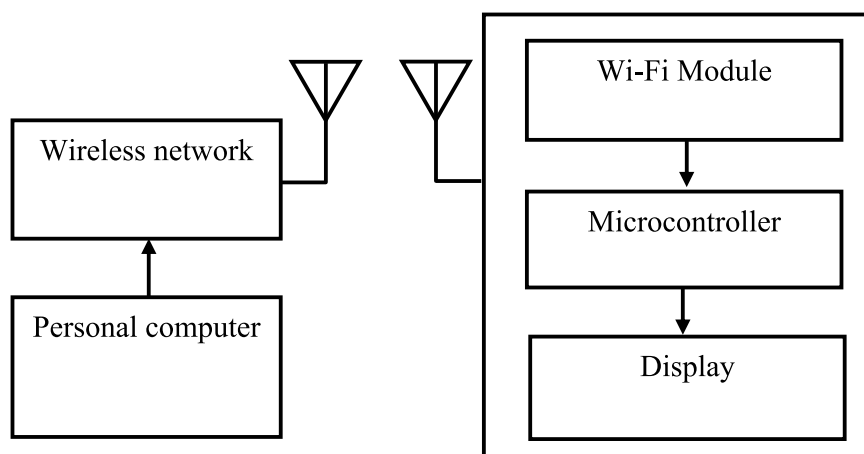 Wireless network
Personal computer
Wi-Fi Module
Microcontroller
Display